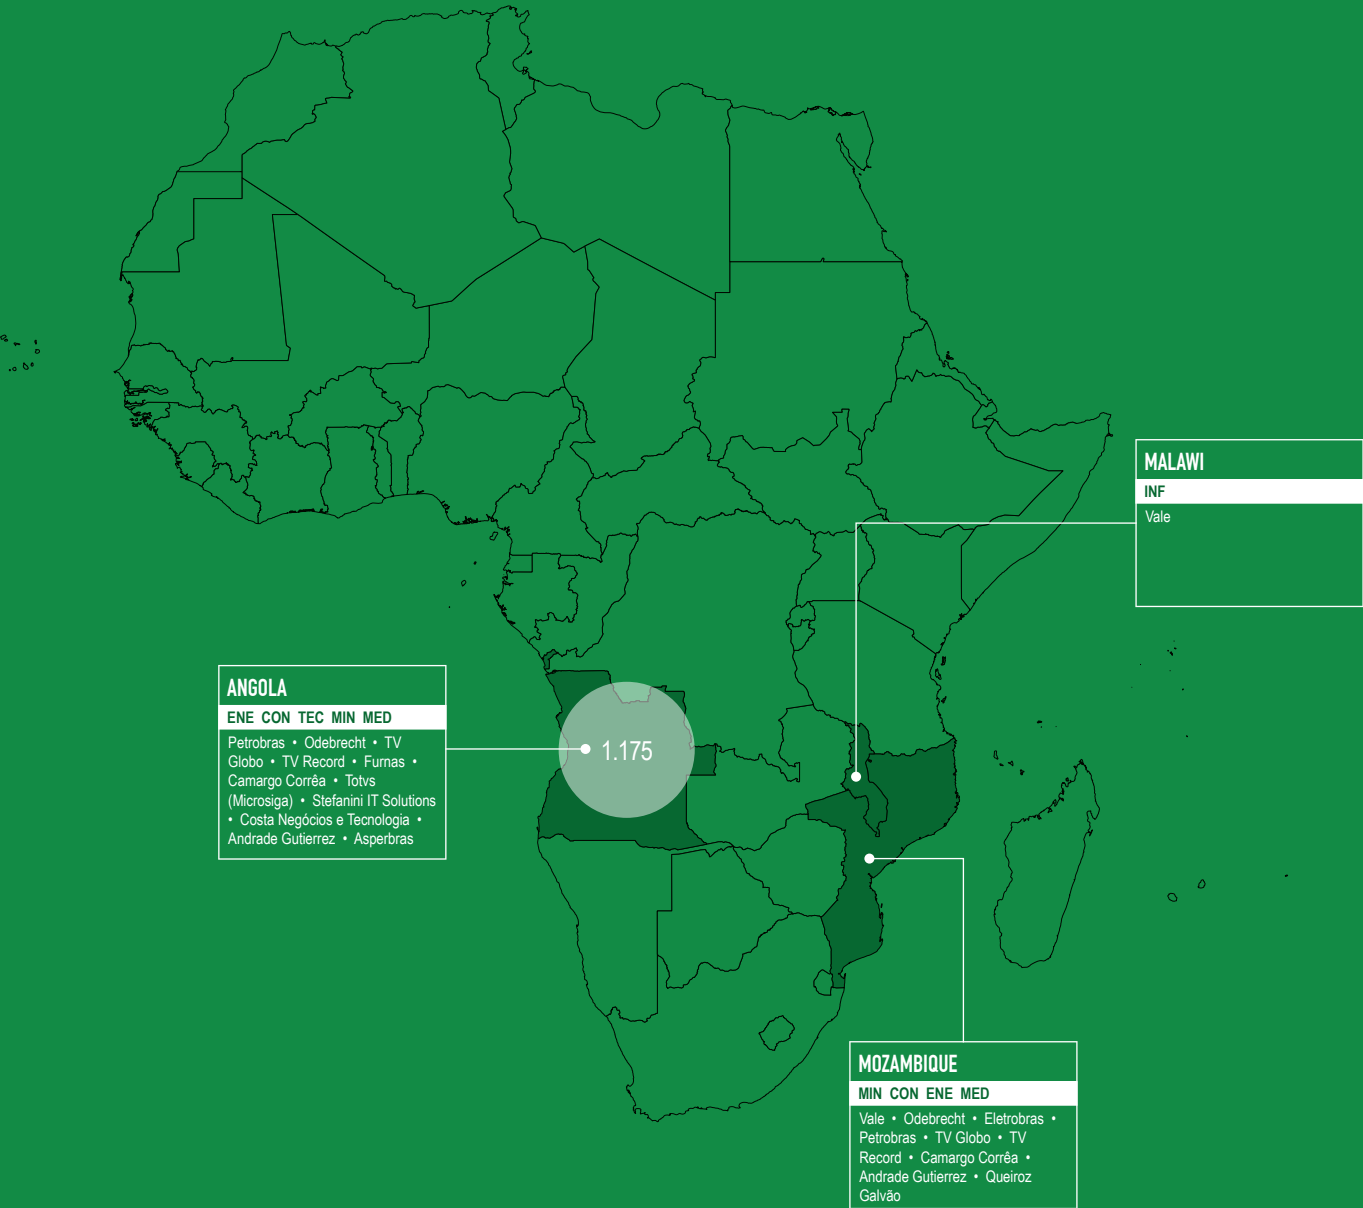 MALAWI
INF
Vale
ANGOLA
ENE CON TEC MIN MED
Petrobras • Odebrecht • TV
Globo • TV Record • Furnas •
Camargo Corrêa • Totvs
(Microsiga) • Stefanini IT Solutions
• Costa Negócios e Tecnologia •
Andrade Gutierrez • Asperbras
1.175
MOZAMBIQUE
MIN CON ENE MED
Vale • Odebrecht • Eletrobras •
Petrobras • TV Globo • TV
Record • Camargo Corrêa •
Andrade Gutierrez • Queiroz
Galvão